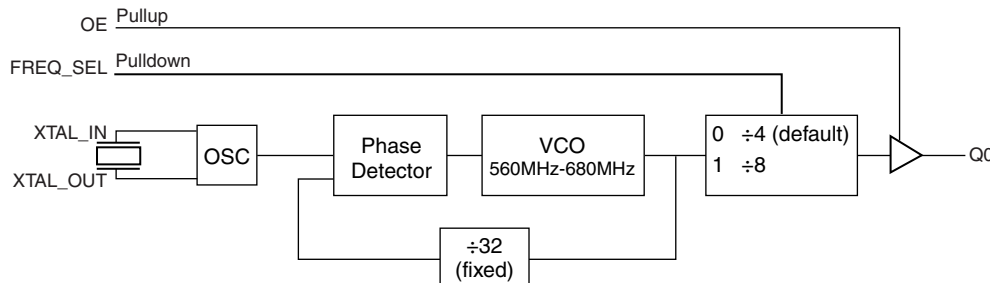 OE Pullup
FREQ_SEL Pulldown
XTAL_IN
XTAL_OUT
OSC
Phase
Detector
VCO
560MHz-680MHz
0 ÷4 (default)
1 ÷8
Q0
÷32
(fixed)